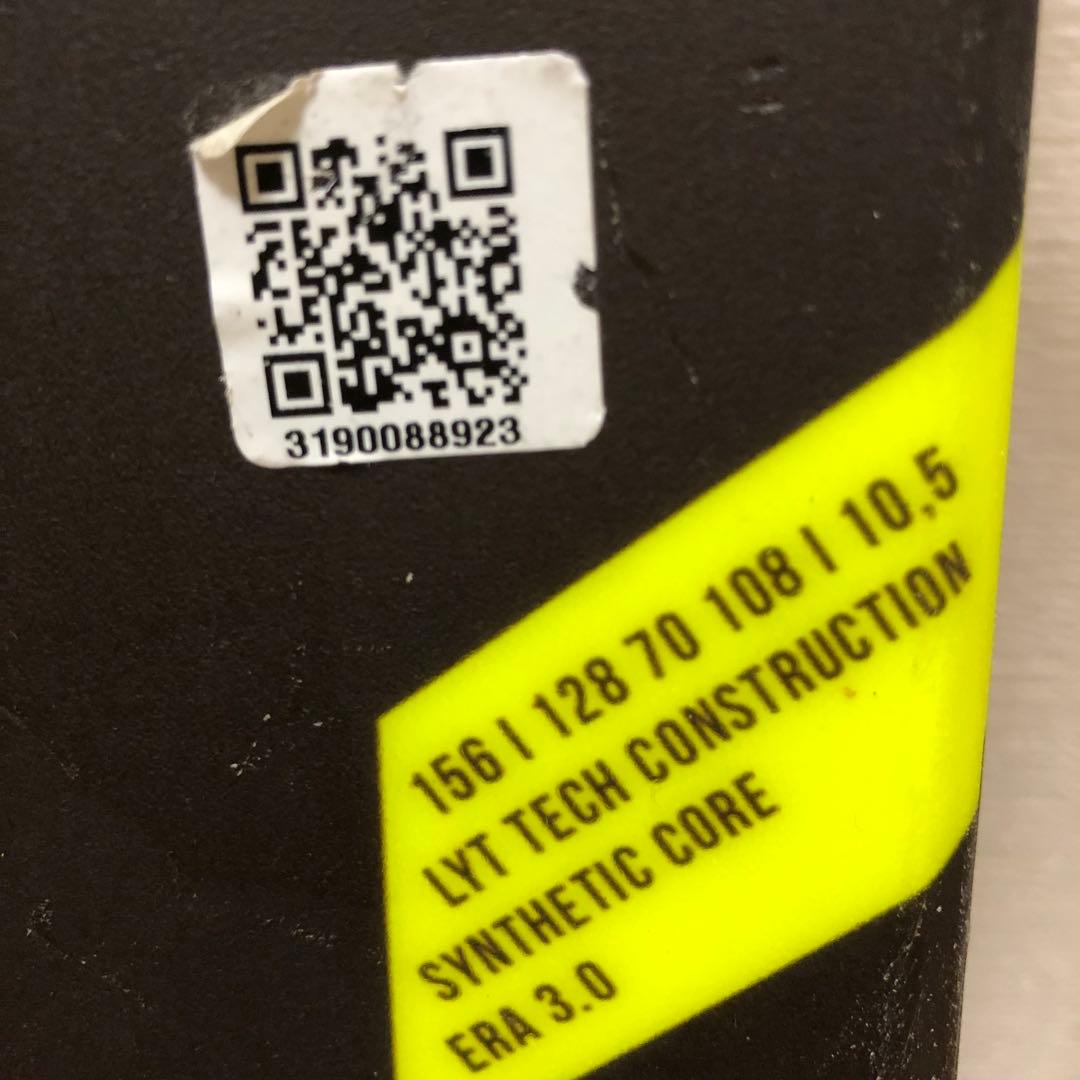 3190088923
156 | 128 70 108 | 10,5
LYT TECH CONSTRUCTION
SYNTHETIC CORE
ERA 3.0